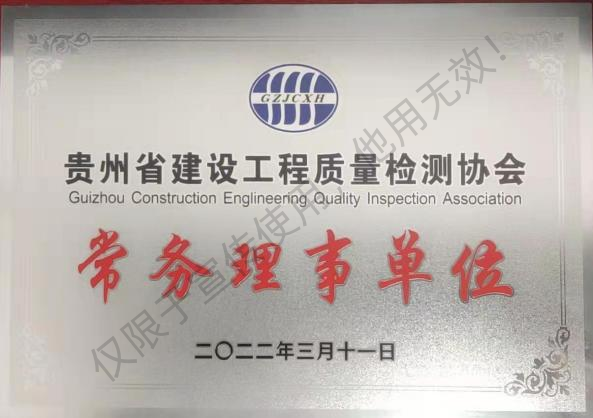 GZJCXH
贵州省建设工程质量检测协会
Guizhou Construction Englineering Quality Inspection Association
常务理事单位
二〇二二年三月十一日
仅限于宣传使用，他用无效！